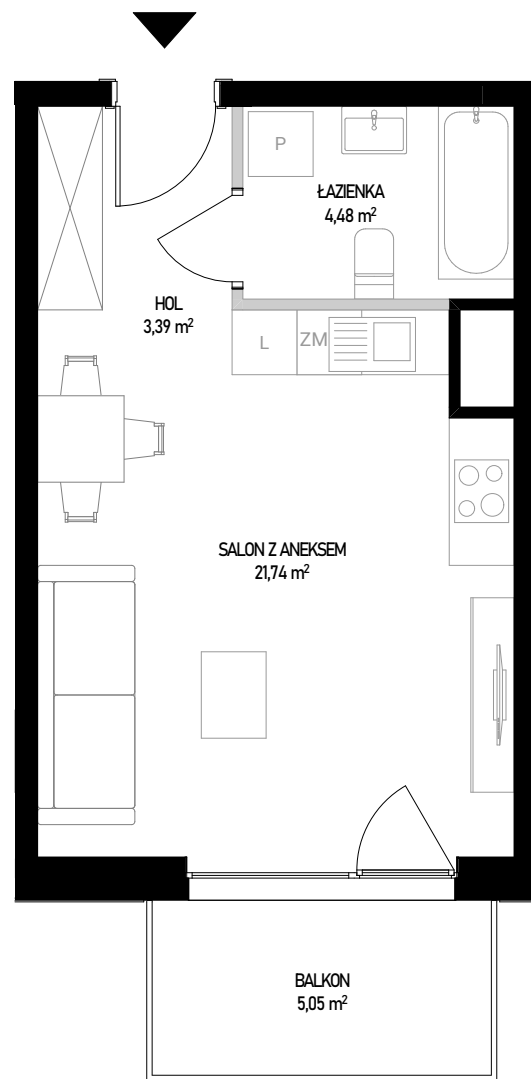 P
ŁAZIENKA
4,48 m²
HOL
3,39 m²
L
ZM
SALON Z ANEKSEM
21,74 m²
BALKON
5,05 m²